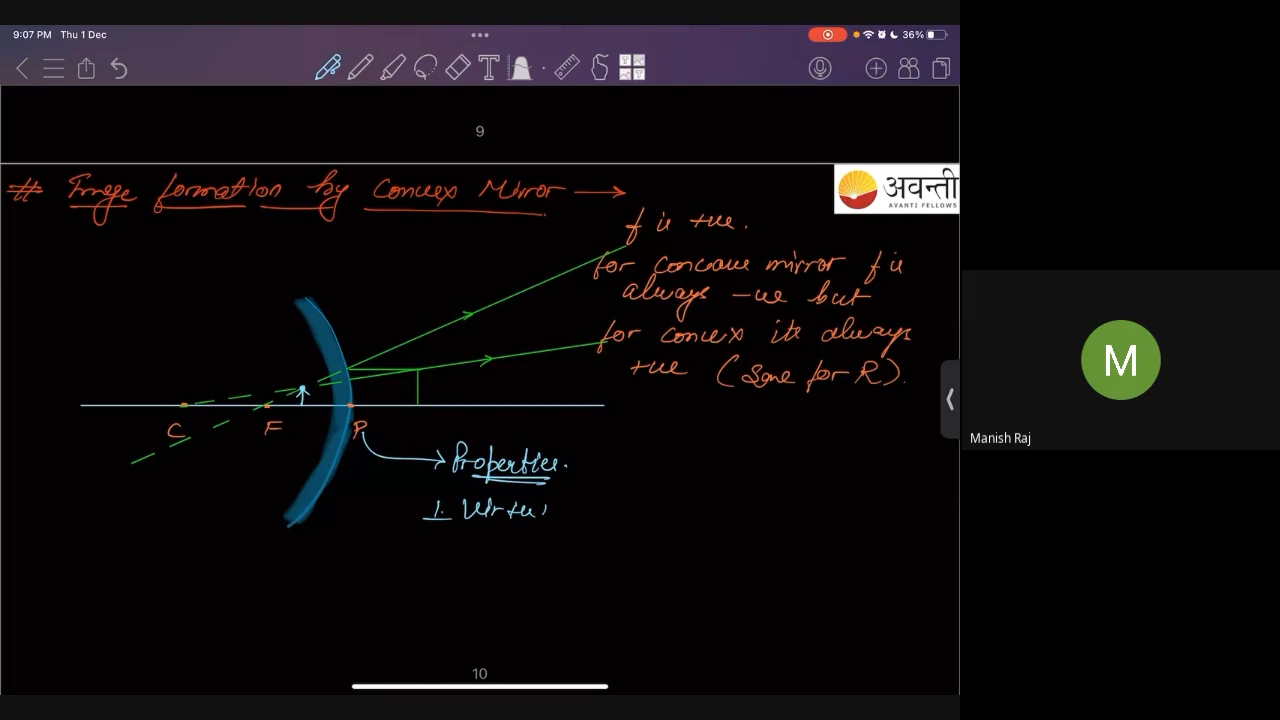 9:07 PM Thu 1 Dec
36%
9
# Image formation by Convex Mirror →
अवन्ती
AVANTI FELLOWS
f is +ve.
for concave mirror f is
always -ve but
for convex its always
+ve (same for R).
C F P
→ Properties.
1. Virtu
M
Manish Raj
10